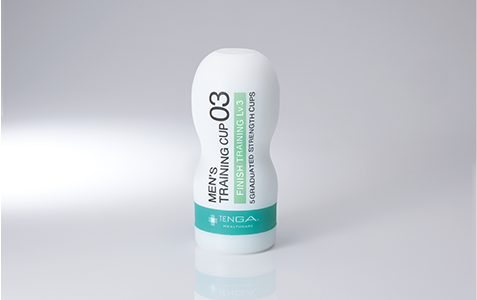 MEN'S
TRAINING CUP 03
FINISH TRAINING Lv.3
5 GRADUATED STRENGTH CUPS
TENGA
HEALTHCARE